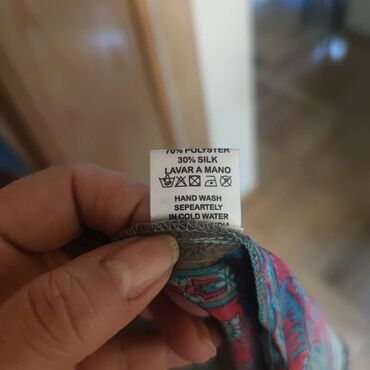 70% POLYSTER
30% SILK
LAVAR A MANO
HAND WASH
SEPEARTELY
IN COLD WATER